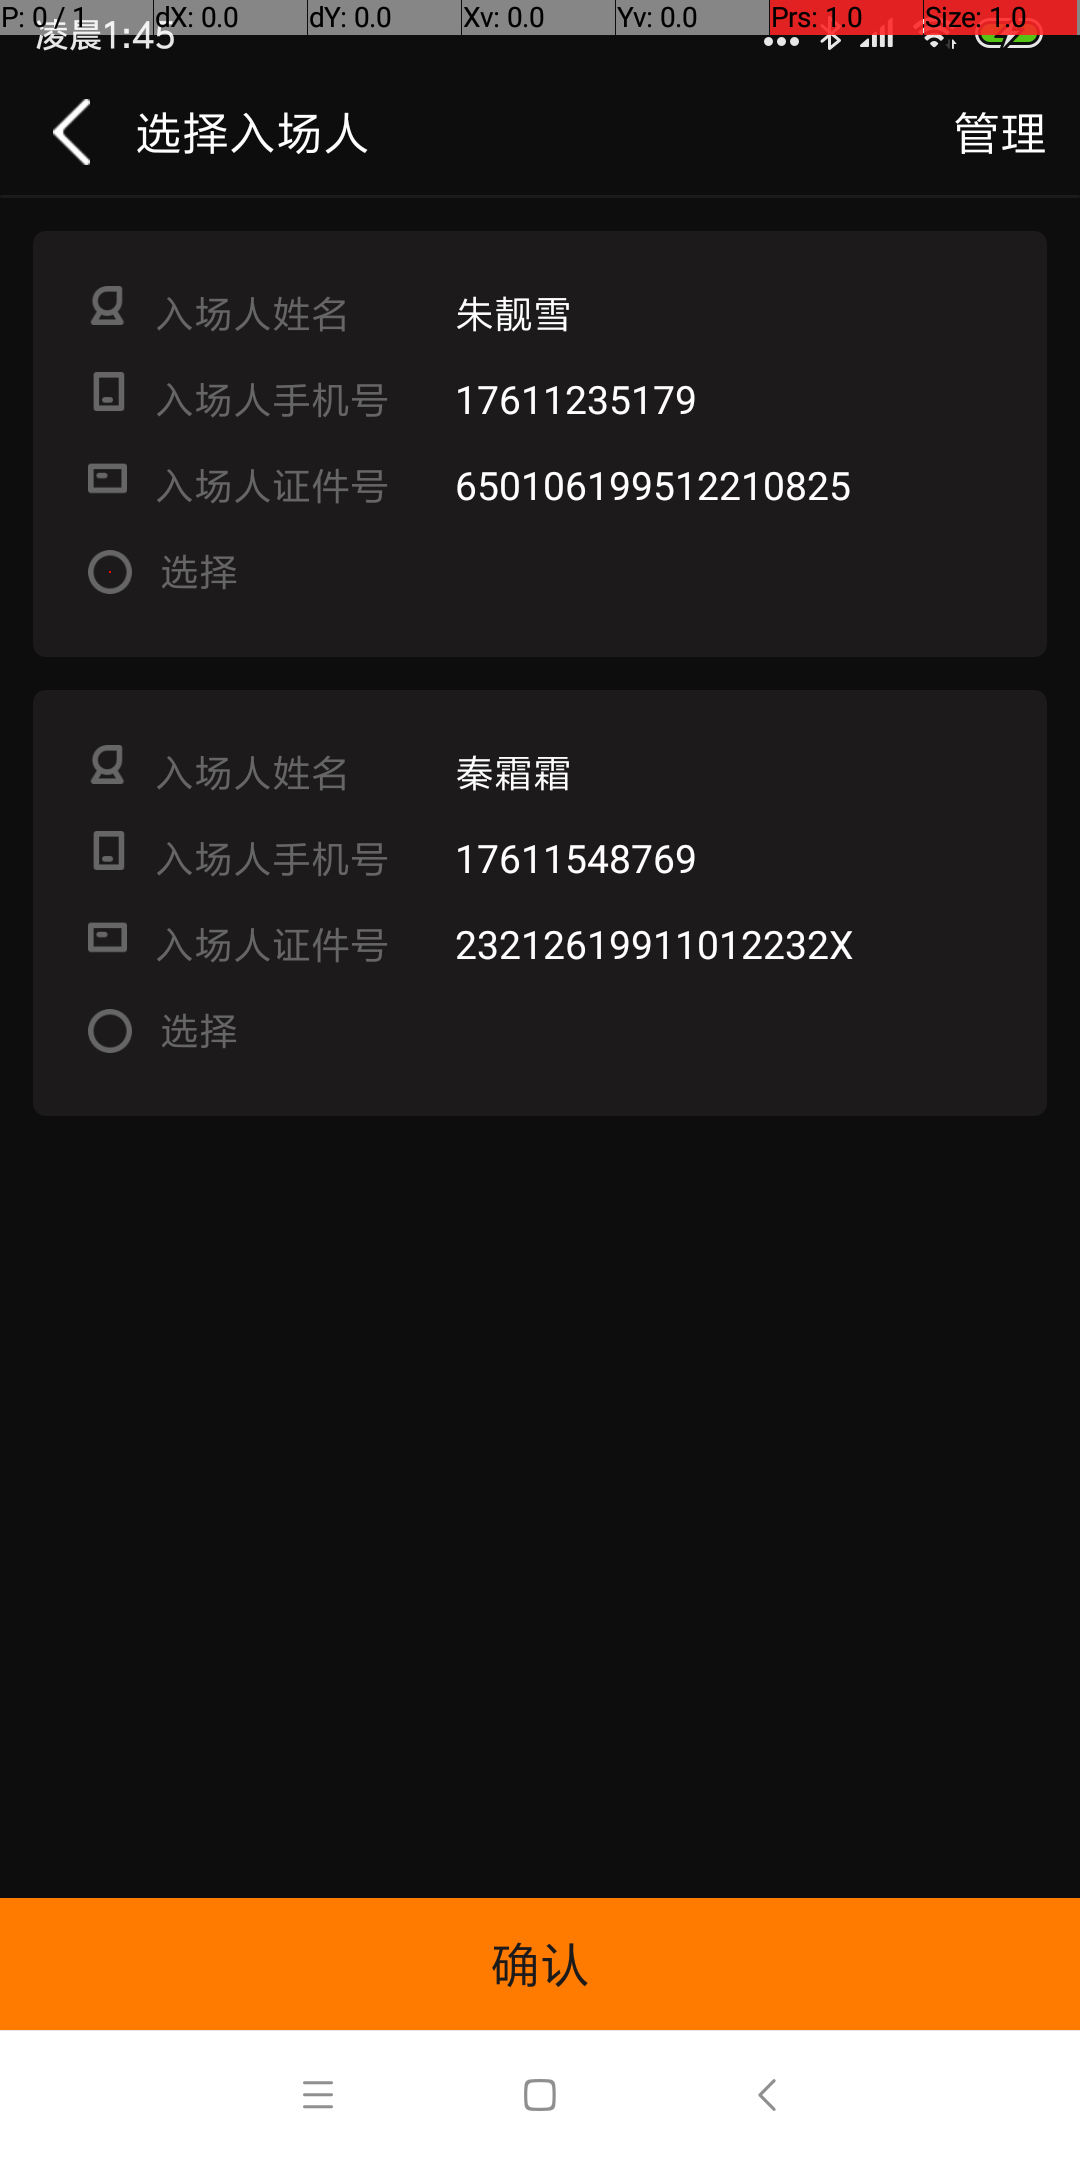 P: 0 / 1 dX: 0.0 dY: 0.0 Xv: 0.0 Yv: 0.0 Prs: 1.0 Size: 1.0
凌晨1:45
选择入场人 管理
入场人姓名 朱靓雪
入场人手机号 17611235179
入场人证件号 650106199512210825
选择
入场人姓名 秦霜霜
入场人手机号 17611548769
入场人证件号 23212619911012232X
选择
确认